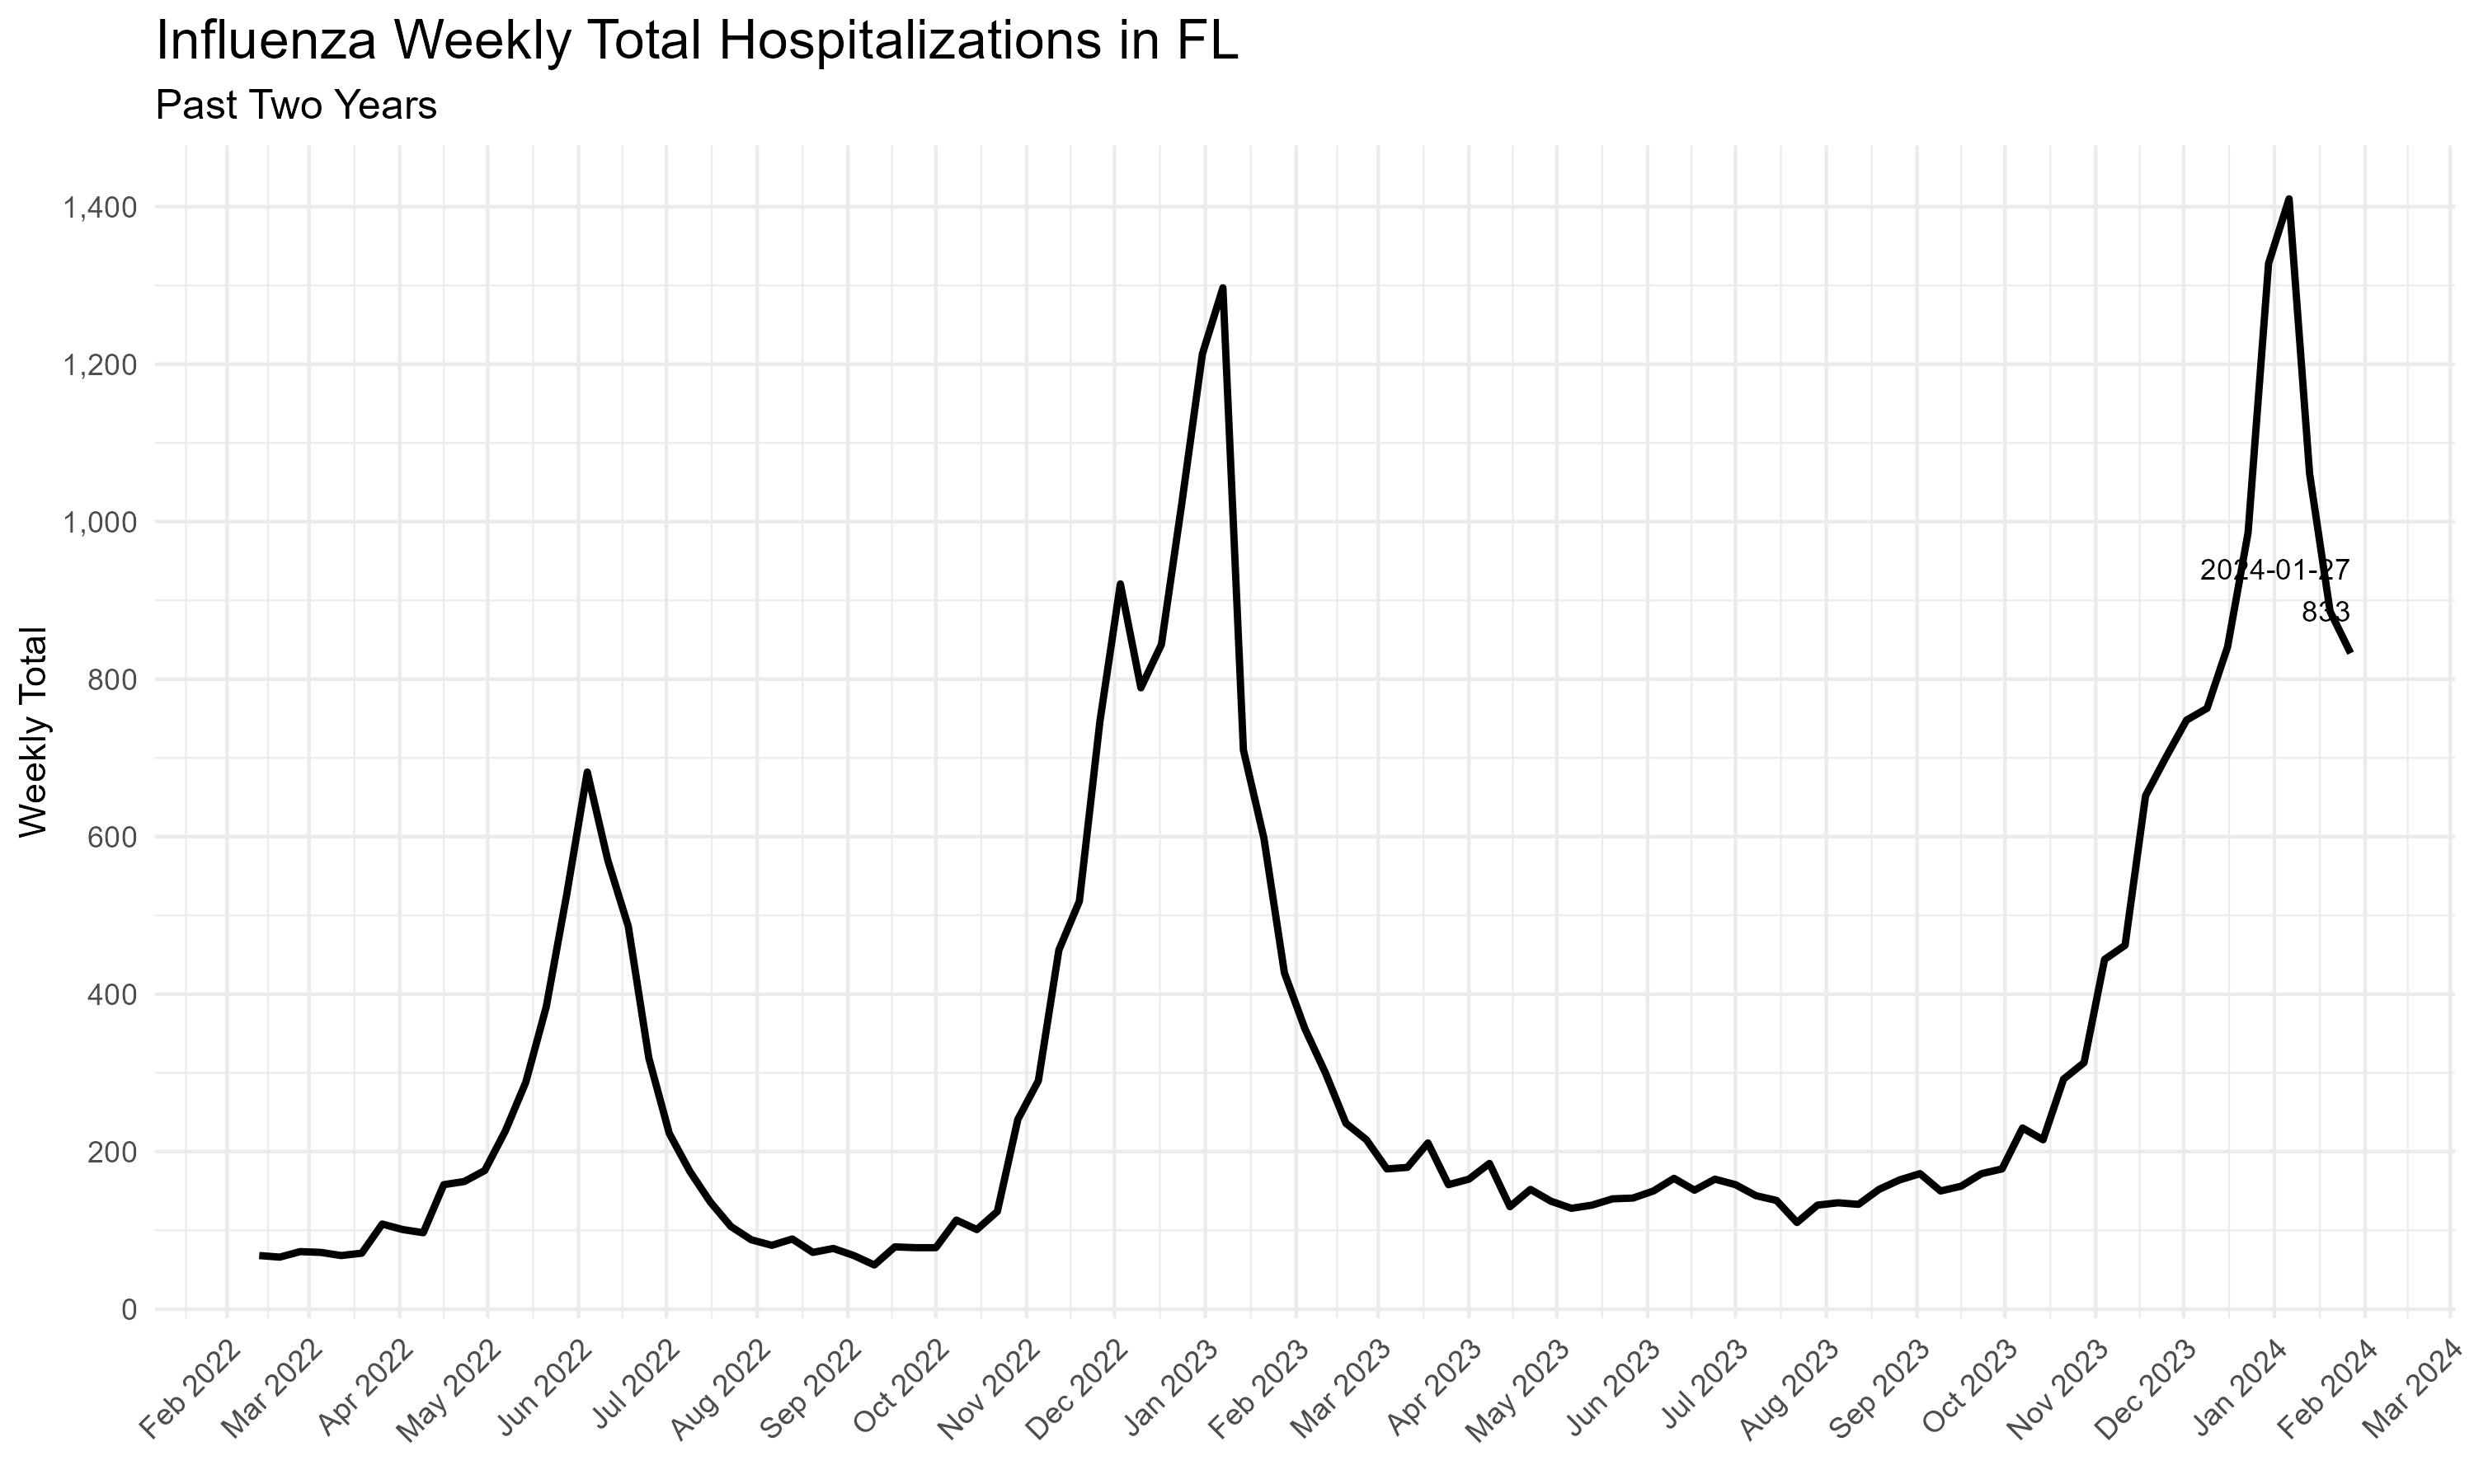 Influenza Weekly Total Hospitalizations in FL
Past Two Years
Weekly Total
1,400
1,200
1,000
800
600
400
200
0
2024-01-27
833
Feb 2022
Mar 2022
Apr 2022
May 2022
Jun 2022
Jul 2022
Aug 2022
Sep 2022
Oct 2022
Nov 2022
Dec 2022
Jan 2023
Feb 2023
Mar 2023
Apr 2023
May 2023
Jun 2023
Jul 2023
Aug 2023
Sep 2023
Oct 2023
Nov 2023
Dec 2023
Jan 2024
Feb 2024
Mar 2024